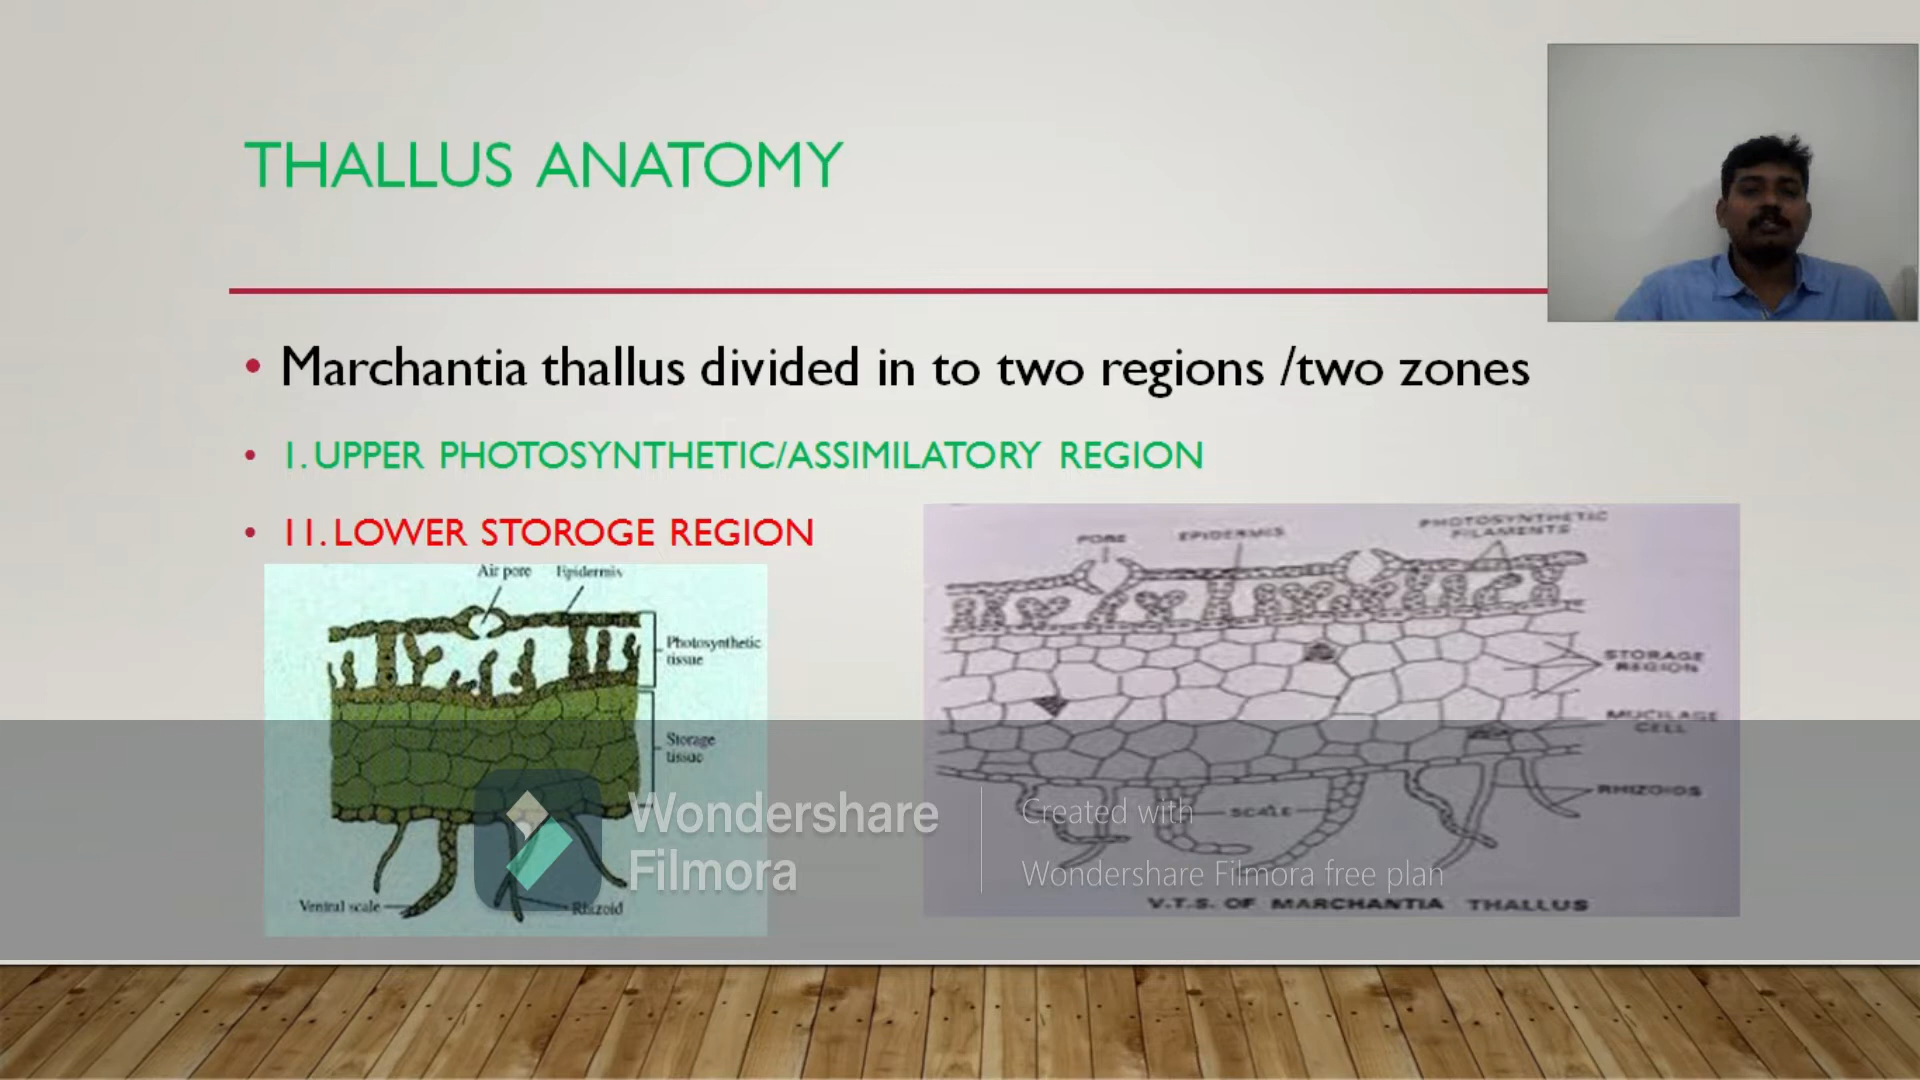 THALLUS ANATOMY
• Marchantia thallus divided in to two regions /two zones
• 1. UPPER PHOTOSYNTHETIC/ASSIMILATORY REGION
• 11. LOWER STOROGE REGION
Air pore Epidermis
Photosynthetic
tissue
Storage
tissue
Ventral scale
Rhizoid
PORE
EPIDERMIS
PHOTOSYNTHETIC
FILAMENTS
STORAGE
REGION
MUCILAGE
CELL
RHIZOIDS
SCALE
V.T.S. OF MARCHANTIA THALLUS
Wondershare
Filmora
Created with
Wondershare Filmora free plan